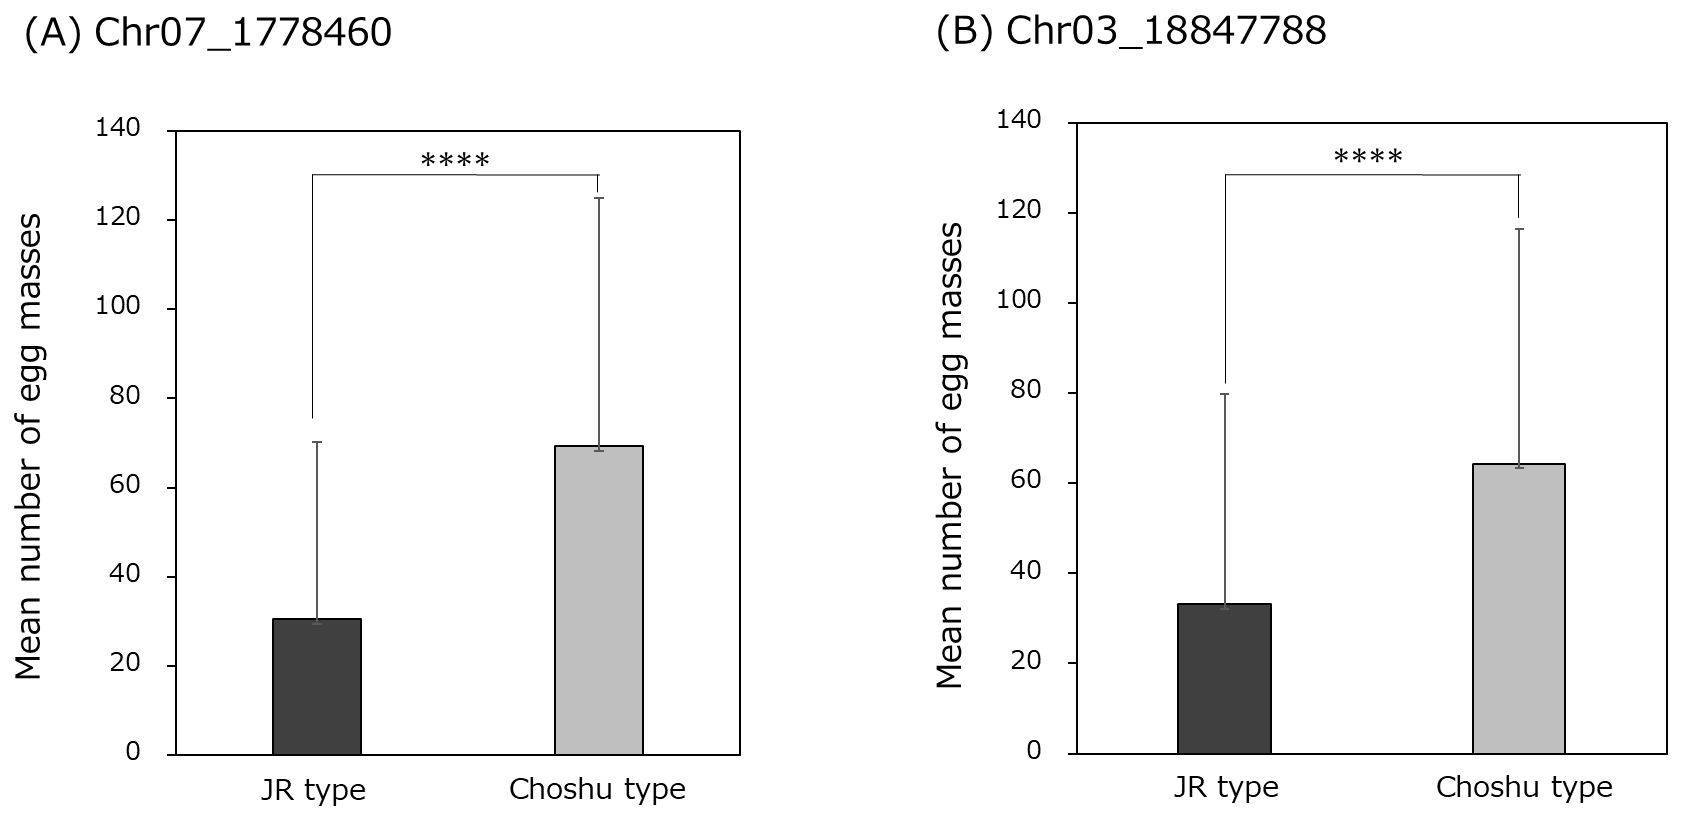 (A) Chr07_1778460
Mean number of egg masses
140
120
100
80
60
40
20
0
****
JR type
Choshu type
(B) Chr03_18847788
Mean number of egg masses
140
120
100
80
60
40
20
0
****
JR type
Choshu type